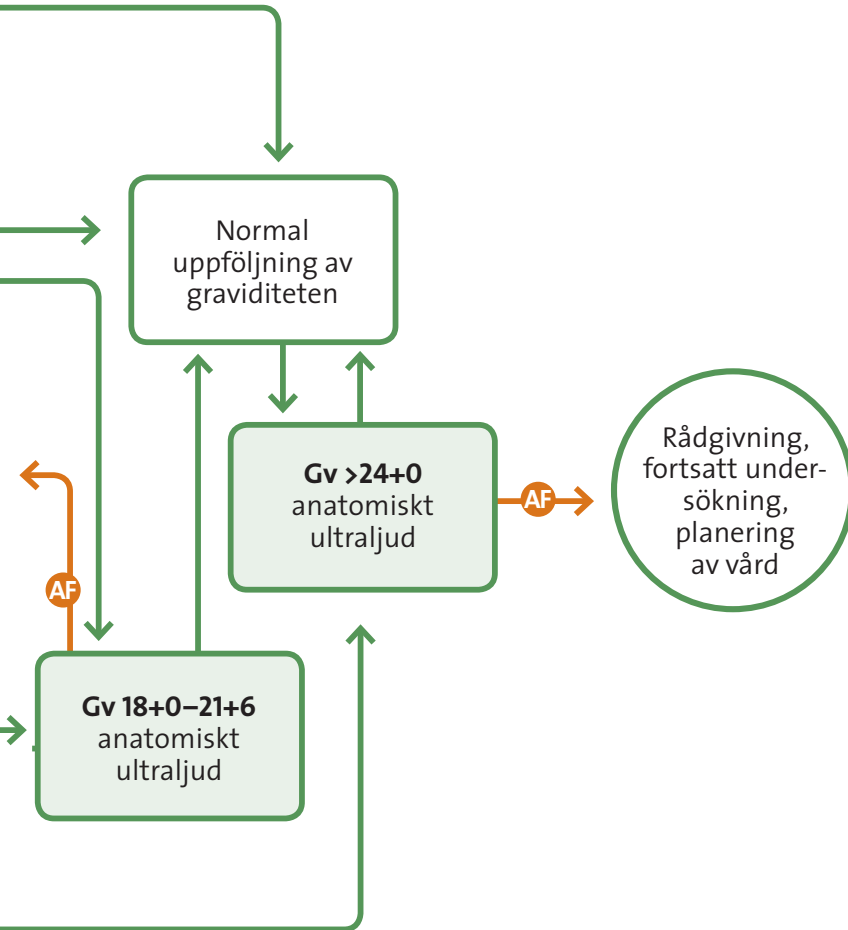 Normal
uppföljning av
graviditeten
Gv >24+0
anatomiskt
ultraljud
AF
Rådgivning,
fortsatt under-
sökning,
planering
av vård
AF
Gv 18+0–21+6
anatomiskt
ultraljud